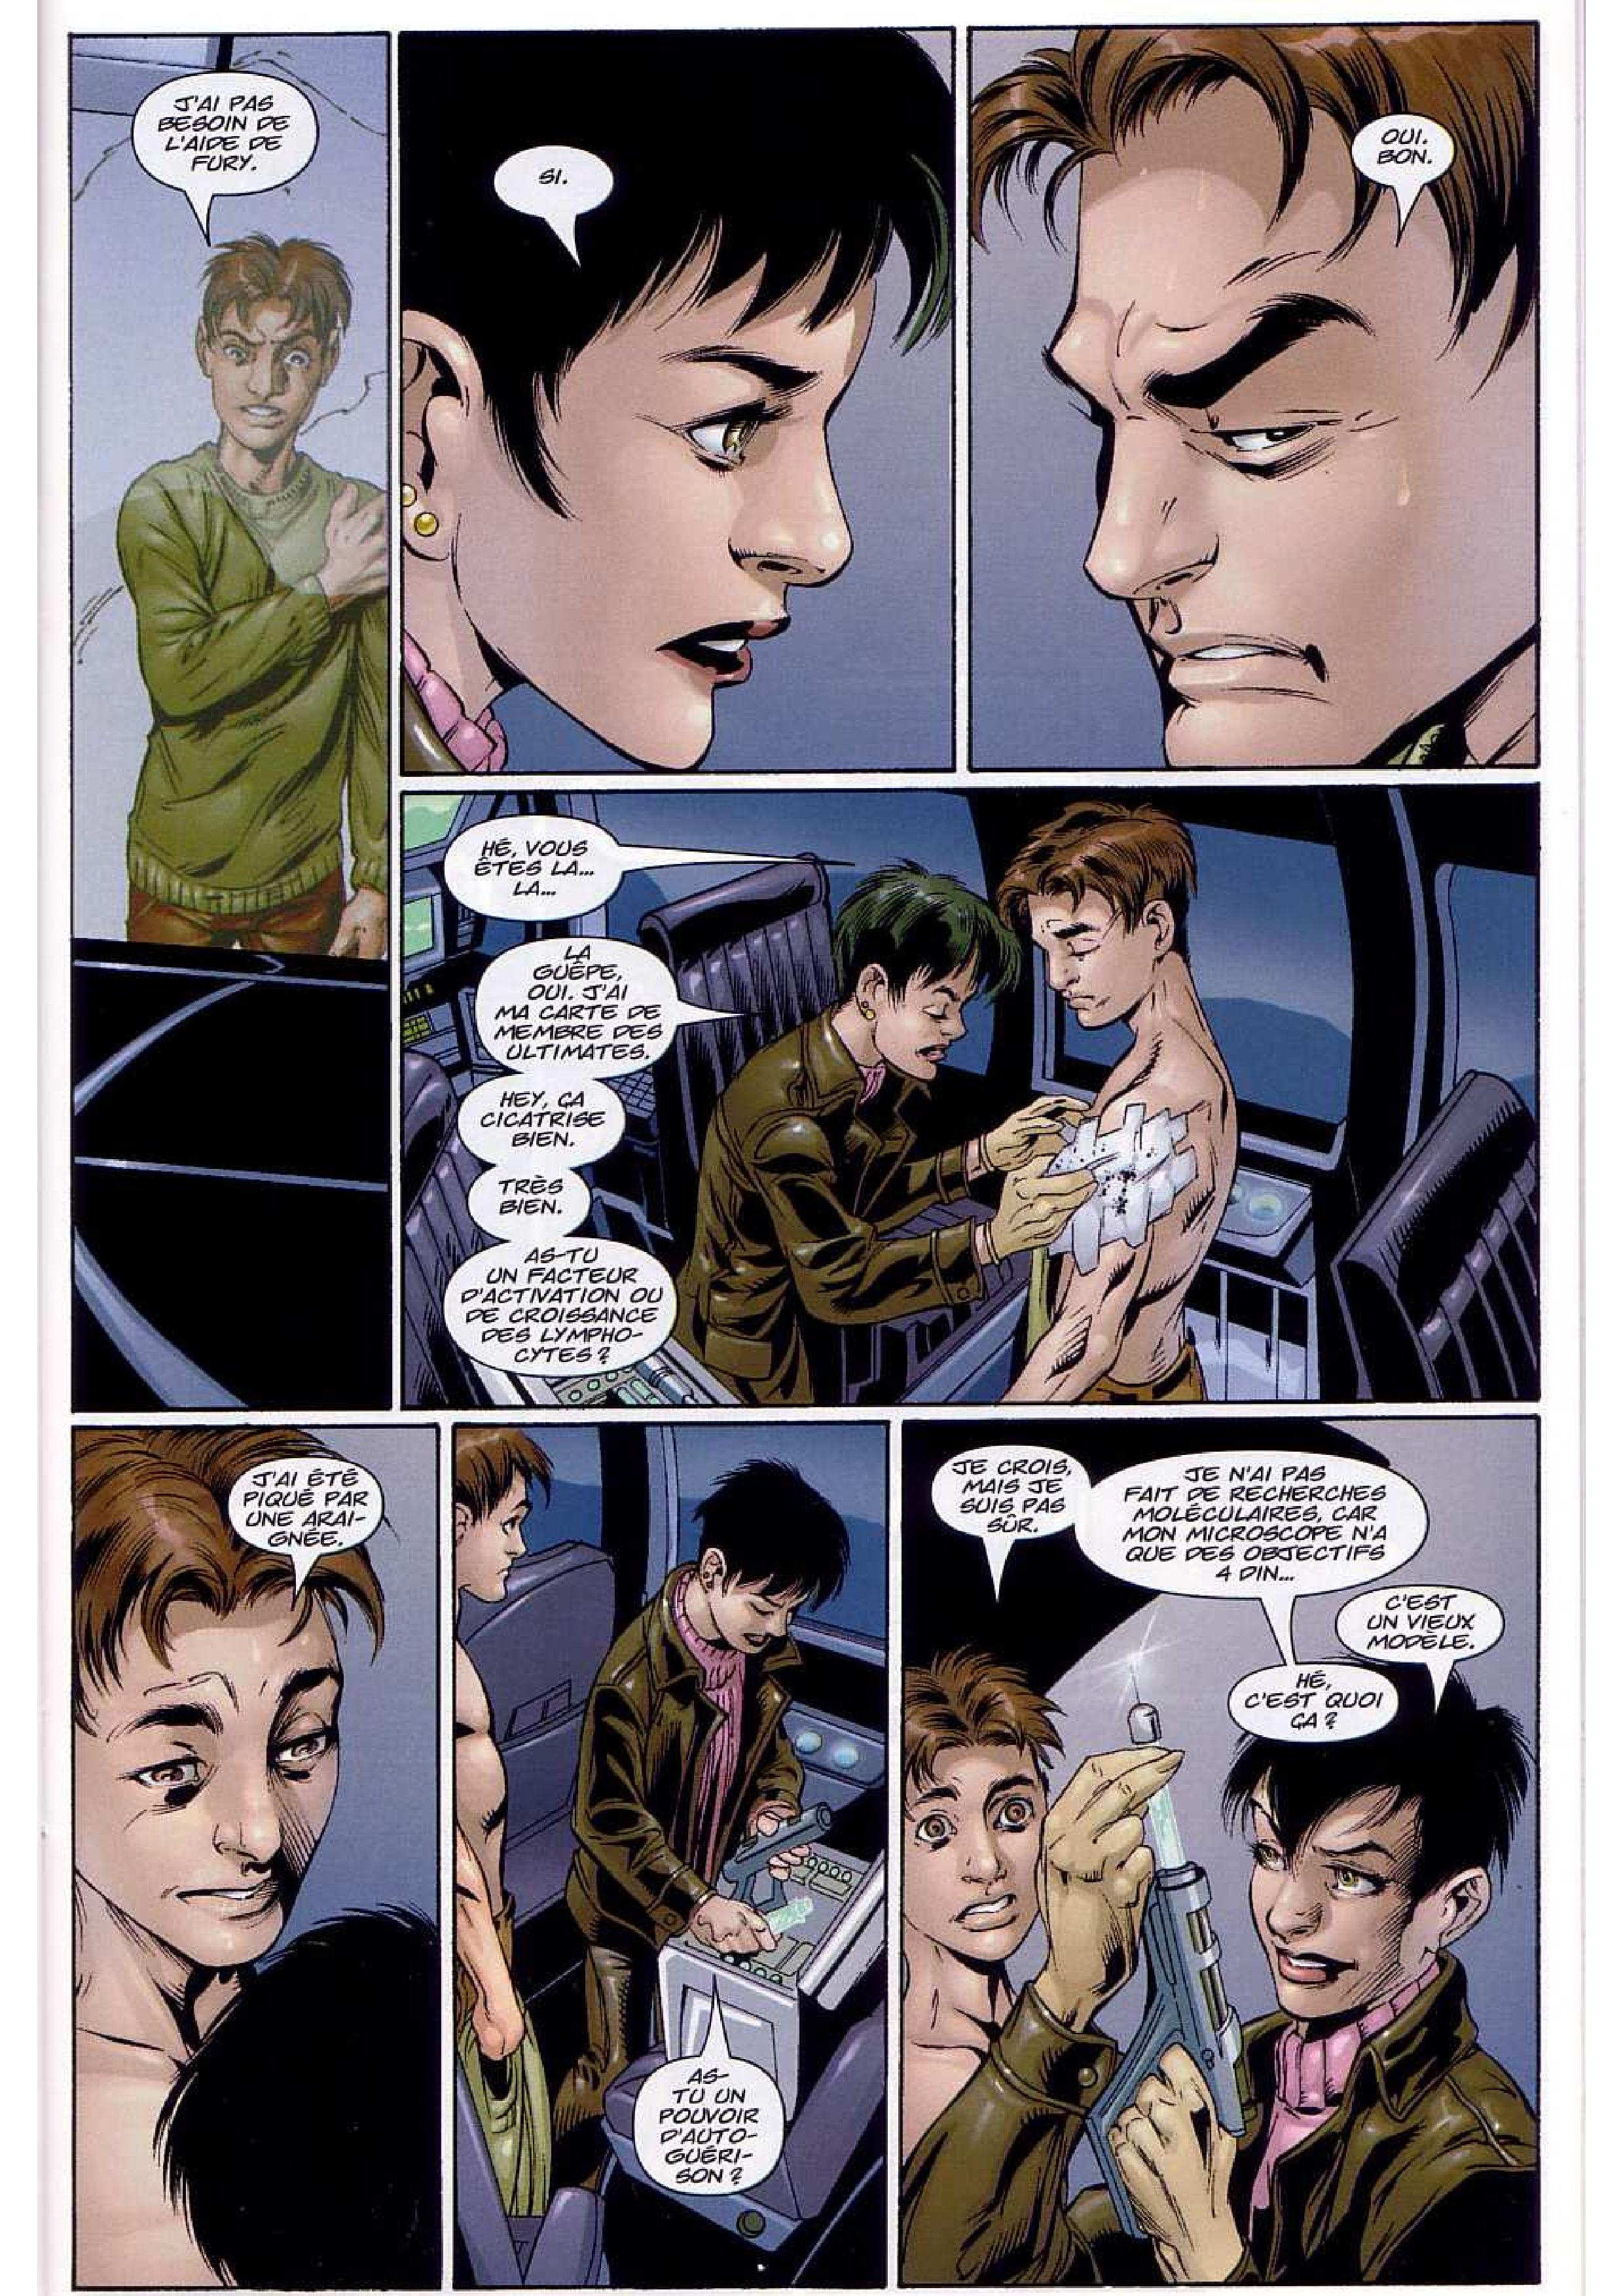 J'AI PAS
BESOIN DE
L'AIDE DE
FURY.
SI.
OUI.
BON.
HÉ, VOUS
ÊTES LA...
LA...
LA
GUÊPE,
OUI. J'AI
MA CARTE DE
MEMBRE DES
ULTIMATES.
HEY, ÇA
CICATRISE
BIEN.
TRÈS
BIEN.
AS-TU
UN FACTEUR
D'ACTIVATION OU
DE CROISSANCE
DES LYMPHO-
CYTES ?
J'AI ÉTÉ
PIQUÉ PAR
UNE ARAI-
GNÉE.
AS-
TU UN
POUVOIR
D'AUTO-
GUÉRI-
SON ?
JE CROIS,
MAIS JE
SUIS PAS
SÛR.
JE N'AI PAS
FAIT DE RECHERCHES
MOLÉCULAIRES, CAR
MON MICROSCOPE N'A
QUE DES OBJECTIFS
4 DIN...
HÉ,
C'EST QUOI
ÇA ?
C'EST
UN VIEUX
MODÈLE.